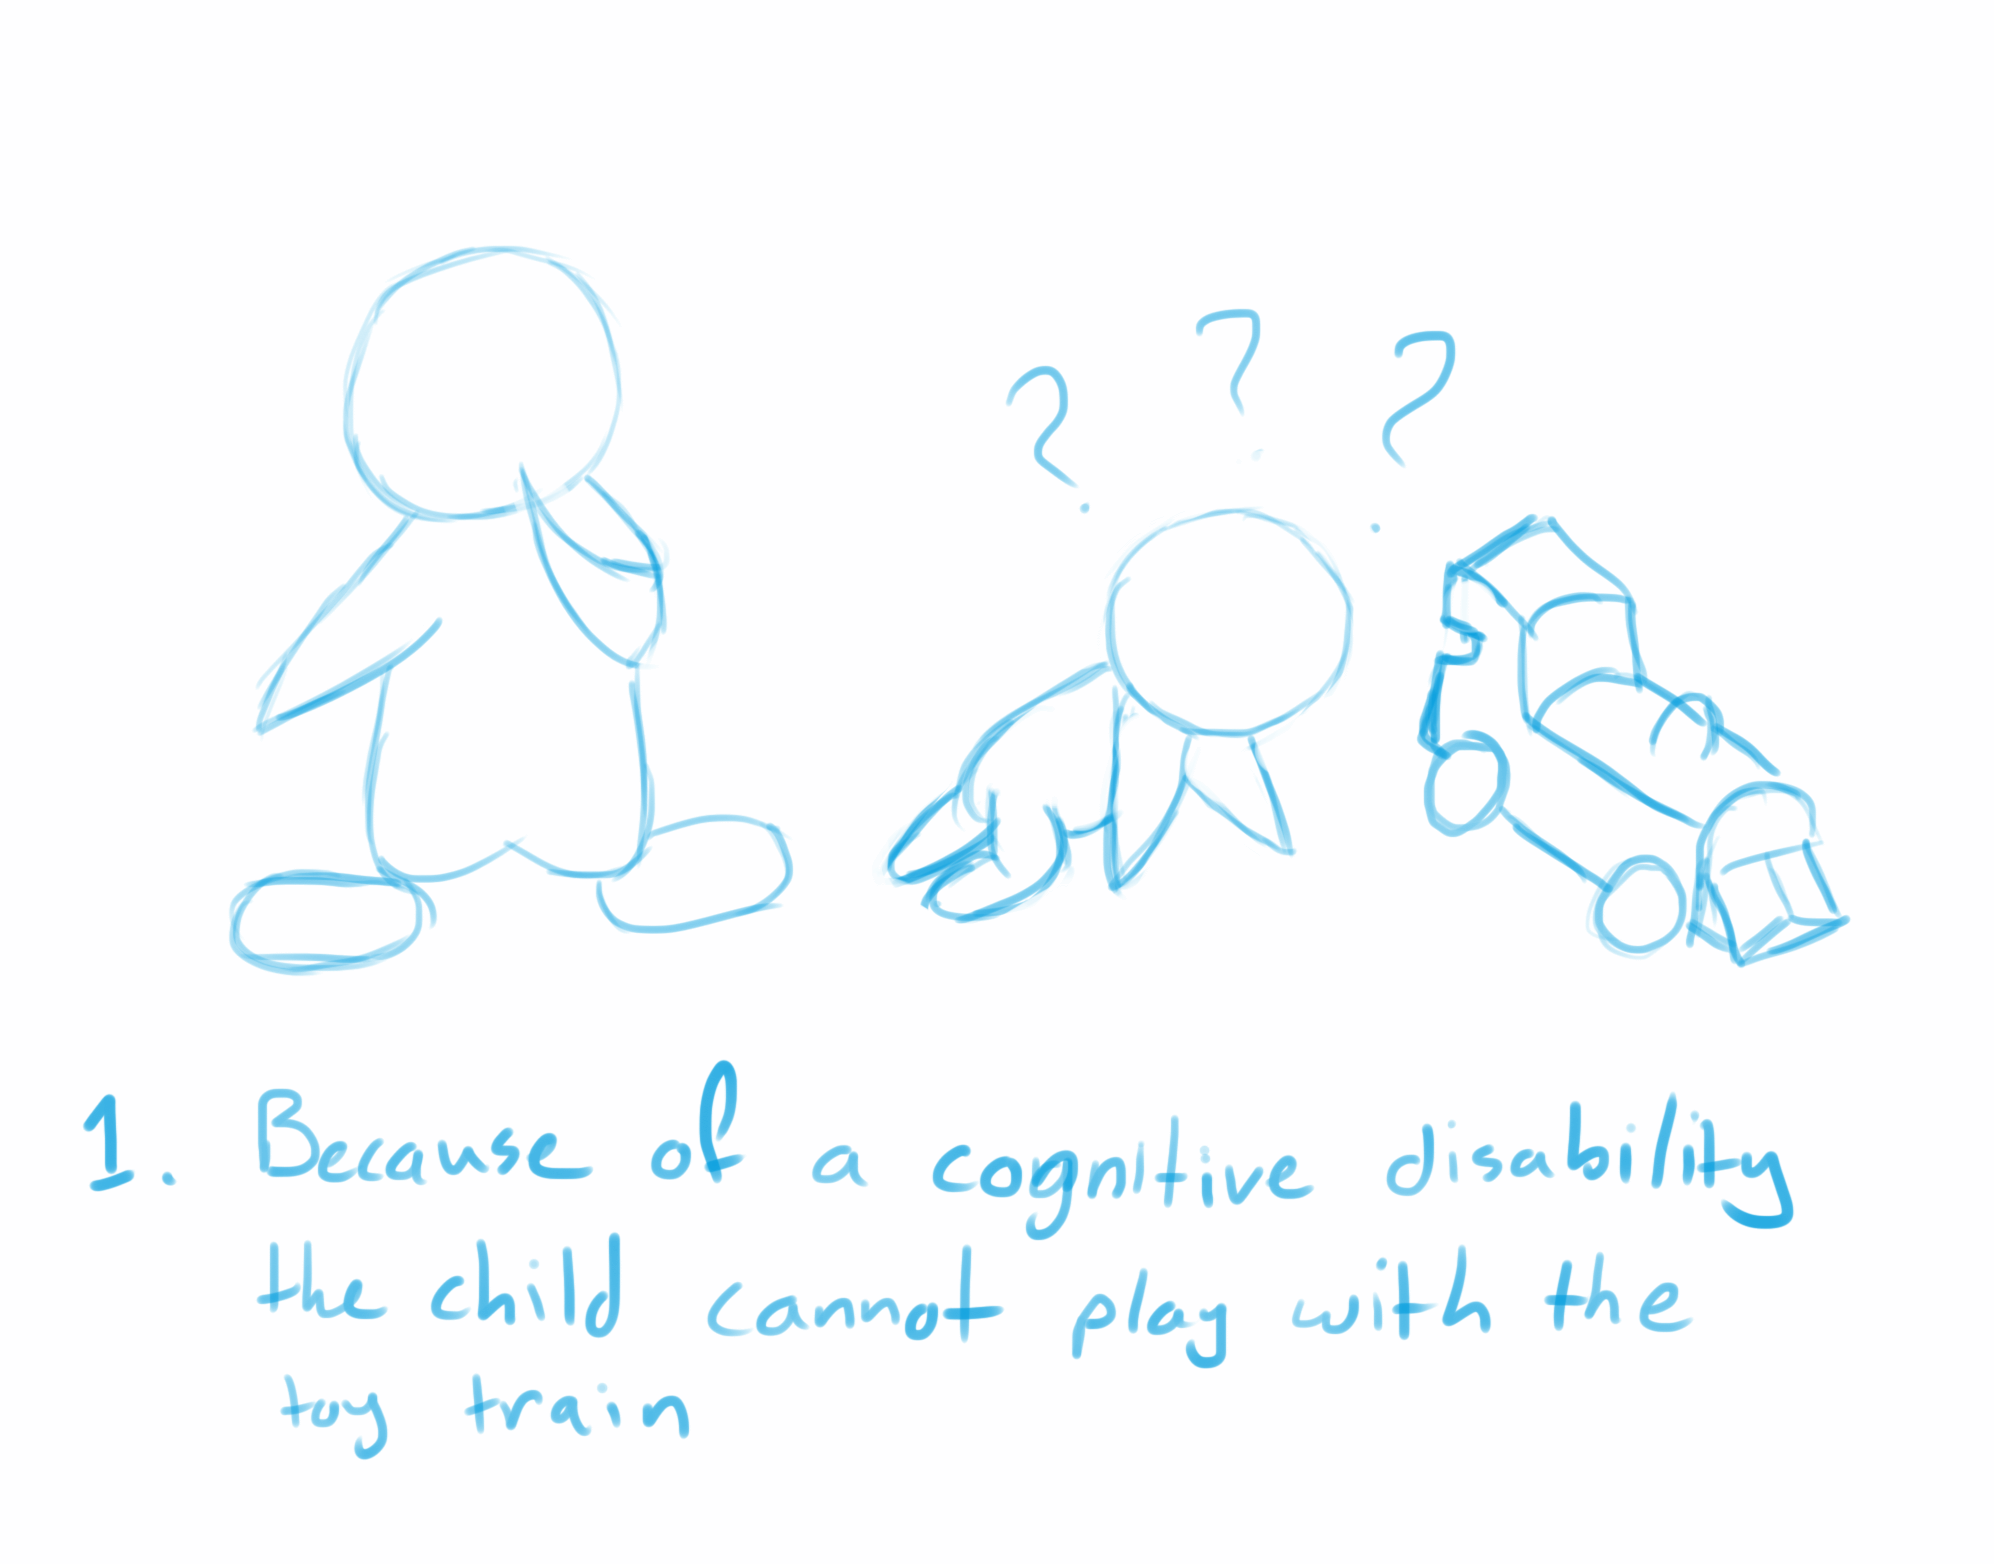 ? ? ?
1. Because of a cognitive disability
the child cannot play with the
toy train